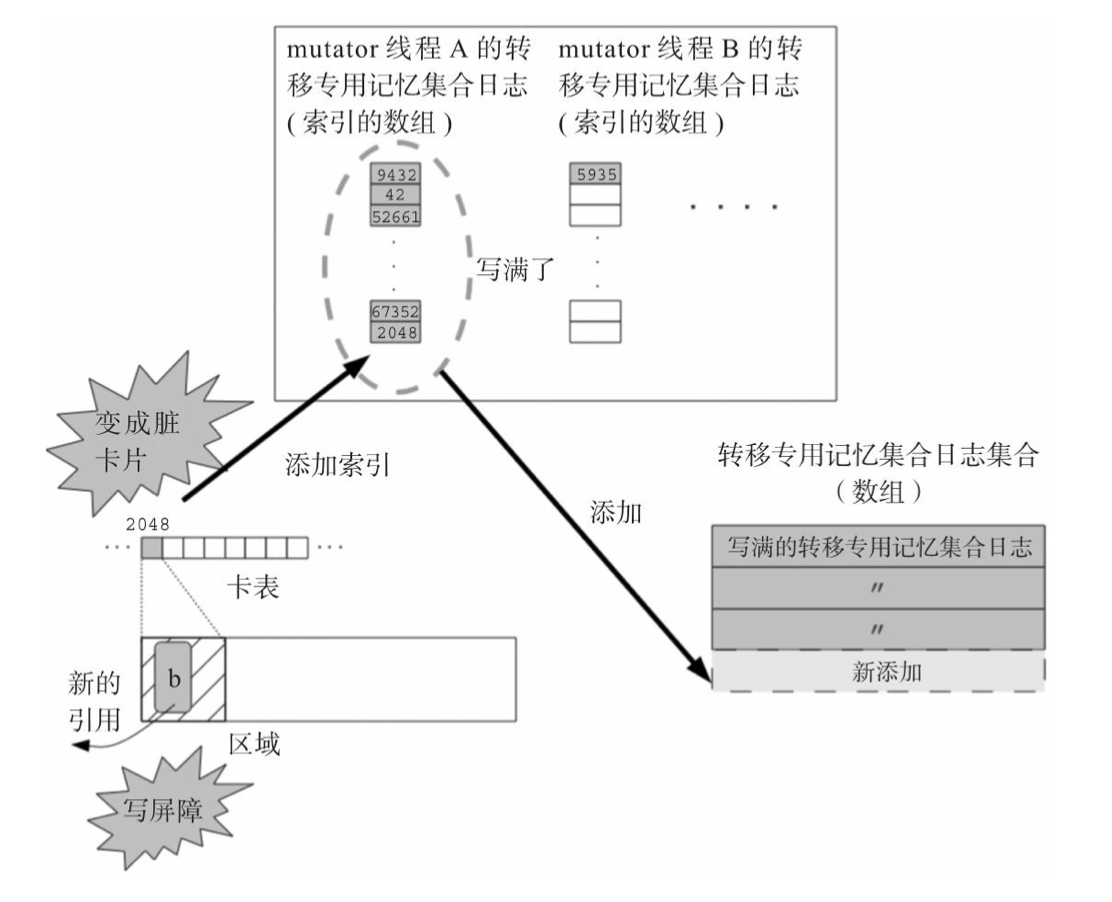 mutator 线程 A 的转
移专用记忆集合日志
( 索引的数组 )
mutator 线程 B 的转
移专用记忆集合日志
( 索引的数组 )
9432
42
52661
67352
2048
5935
写满了
变成脏
卡片
添加索引
添加
转移专用记忆集合日志集合
（数组）
写满的转移专用记忆集合日志
〃
〃
新添加
2048
卡表
b
新的
引用
区域
写屏障